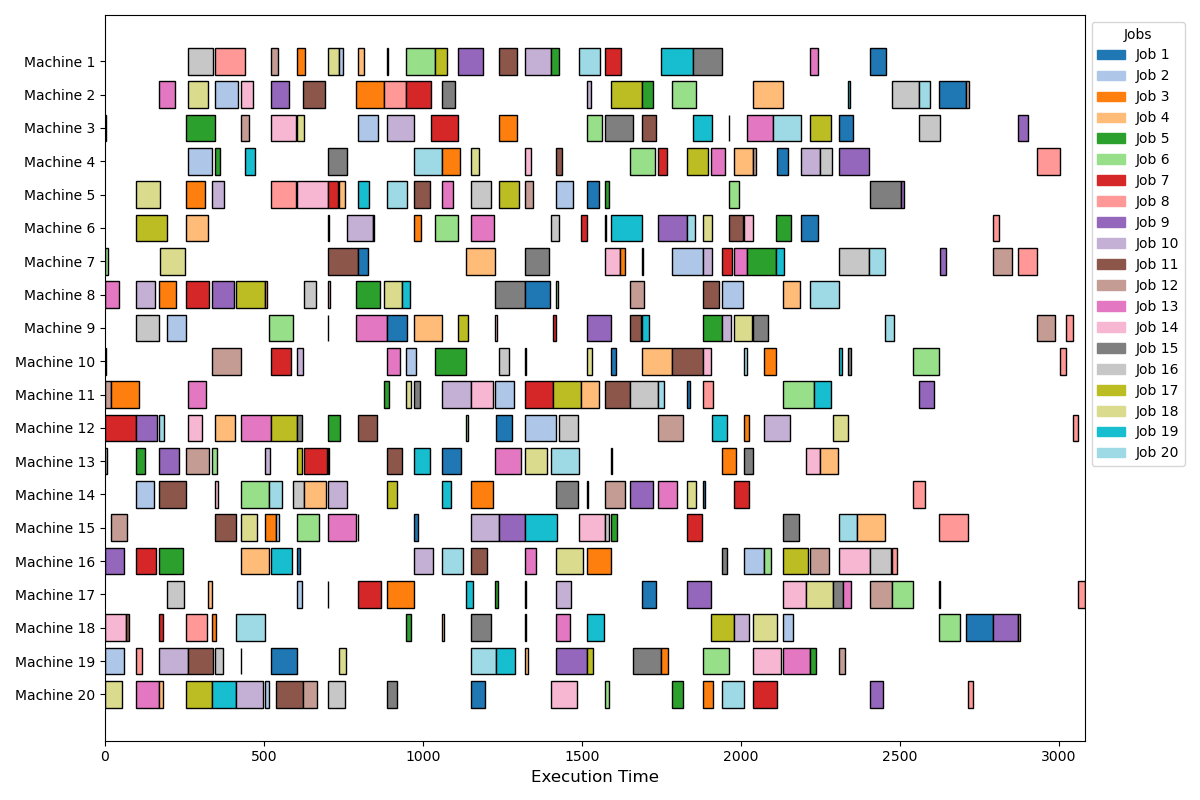 Machine 1
Machine 2
Machine 3
Machine 4
Machine 5
Machine 6
Machine 7
Machine 8
Machine 9
Machine 10
Machine 11
Machine 12
Machine 13
Machine 14
Machine 15
Machine 16
Machine 17
Machine 18
Machine 19
Machine 20
0 500 1000 1500 2000 2500 3000
Execution Time
Jobs
Job 1
Job 2
Job 3
Job 4
Job 5
Job 6
Job 7
Job 8
Job 9
Job 10
Job 11
Job 12
Job 13
Job 14
Job 15
Job 16
Job 17
Job 18
Job 19
Job 20